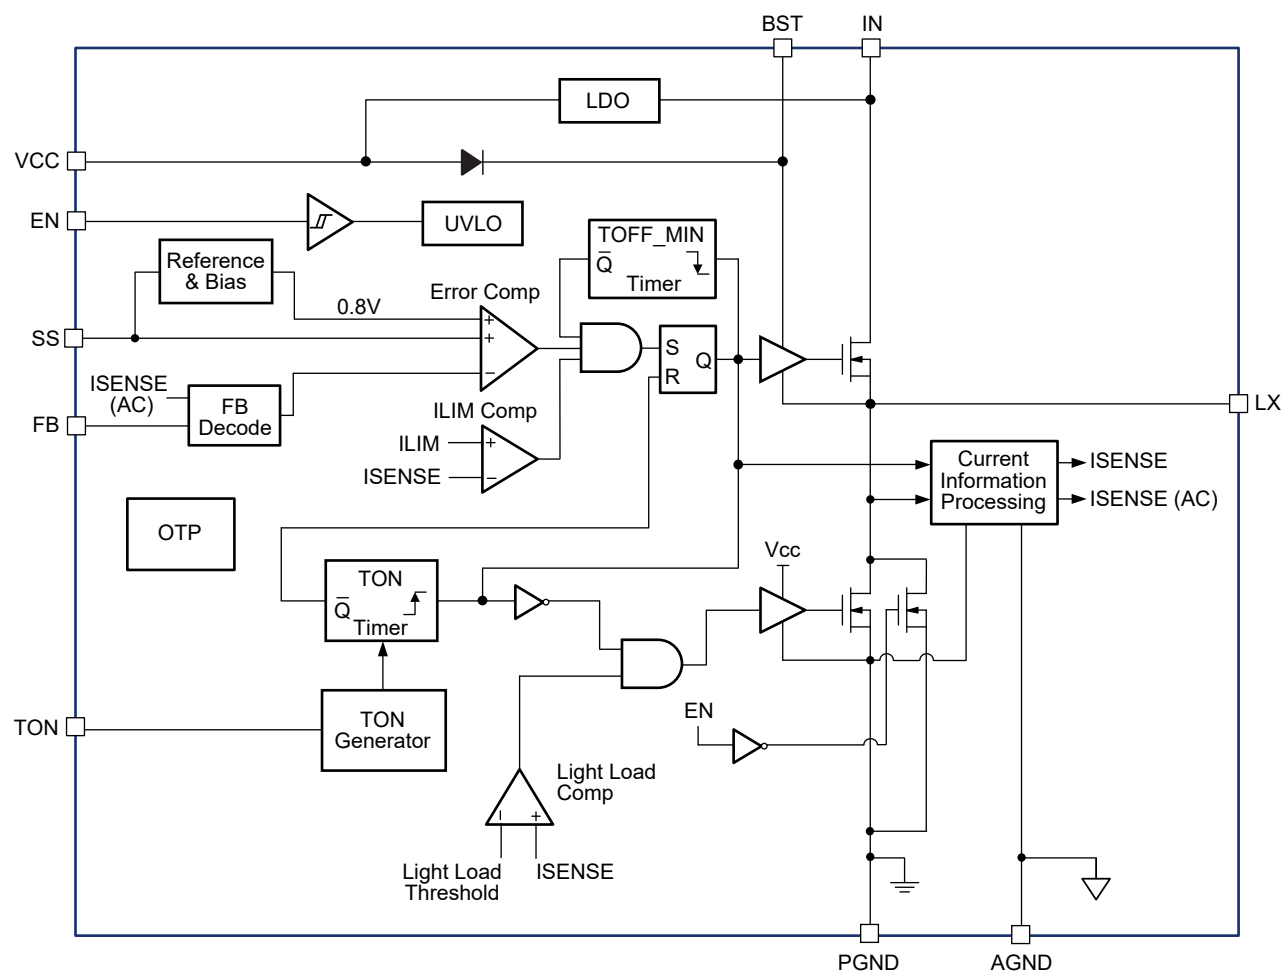 BST
IN
LDO
VCC
EN
UVLO
TOFF_MIN
Q̅
Timer
Reference
& Bias
0.8V
Error Comp
SS
S
R
Q
ISENSE
(AC)
FB
Decode
FB
ILIM Comp
ILIM
ISENSE
LX
Current
Information
Processing
ISENSE
ISENSE (AC)
OTP
Vcc
TON
Q̅
Timer
TON
TON
Generator
EN
Light Load
Comp
Light Load
Threshold
ISENSE
PGND
AGND